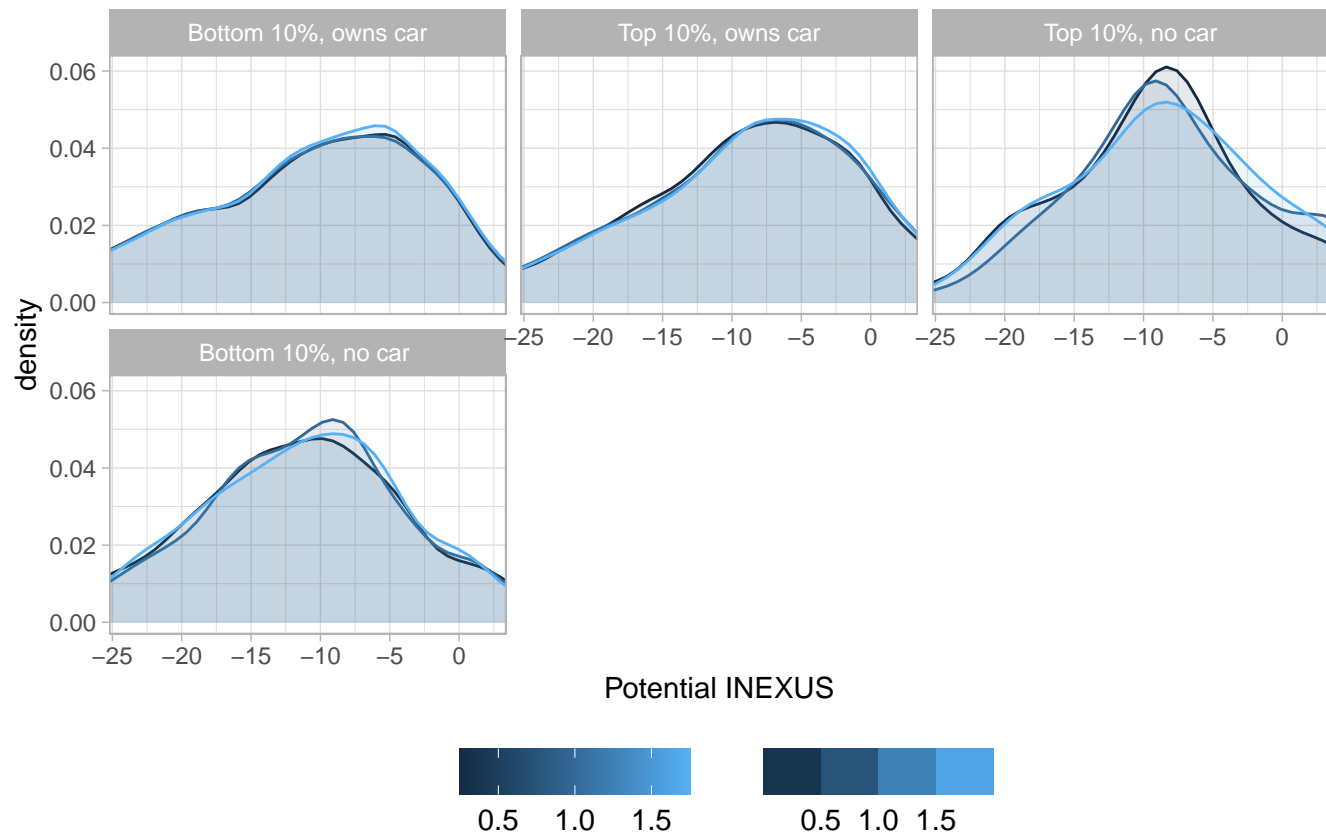 Bottom 10%, owns car
Top 10%, owns car
Top 10%, no car
0.06
0.04
0.02
0.00
−25 −20 −15 −10 −5 0
−25 −20 −15 −10 −5 0
Bottom 10%, no car
0.06
0.04
0.02
0.00
−25 −20 −15 −10 −5 0
density
Potential INEXUS
0.5 1.0 1.5
0.5 1.0 1.5